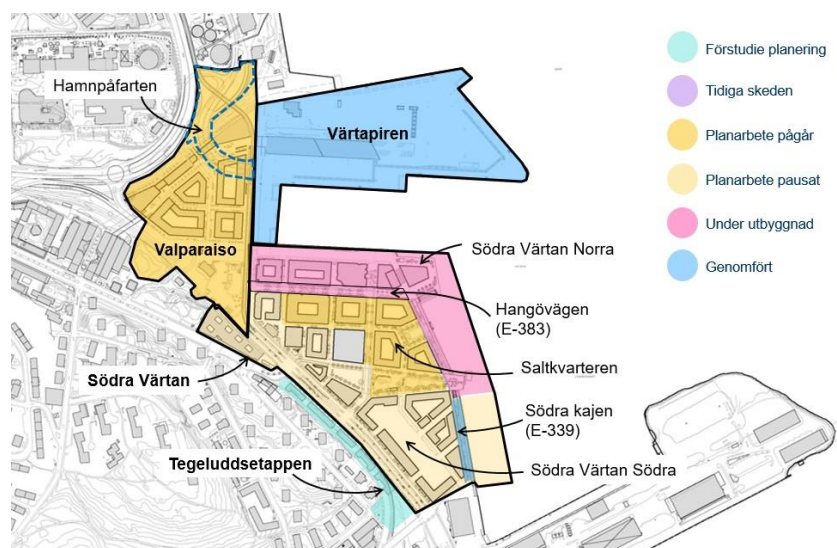 Hamnpåfarten
Värtapiren
Valparaiso
Södra Värtan Norra
Hangövägen
(E-383)
Saltkvarteren
Södra Värtan
Södra kajen
(E-339)
Tegeluddsetappen
Södra Värtan Södra
Förstudie planering
Tidiga skeden
Planarbete pågår
Planarbete pausat
Under utbyggnad
Genomfört